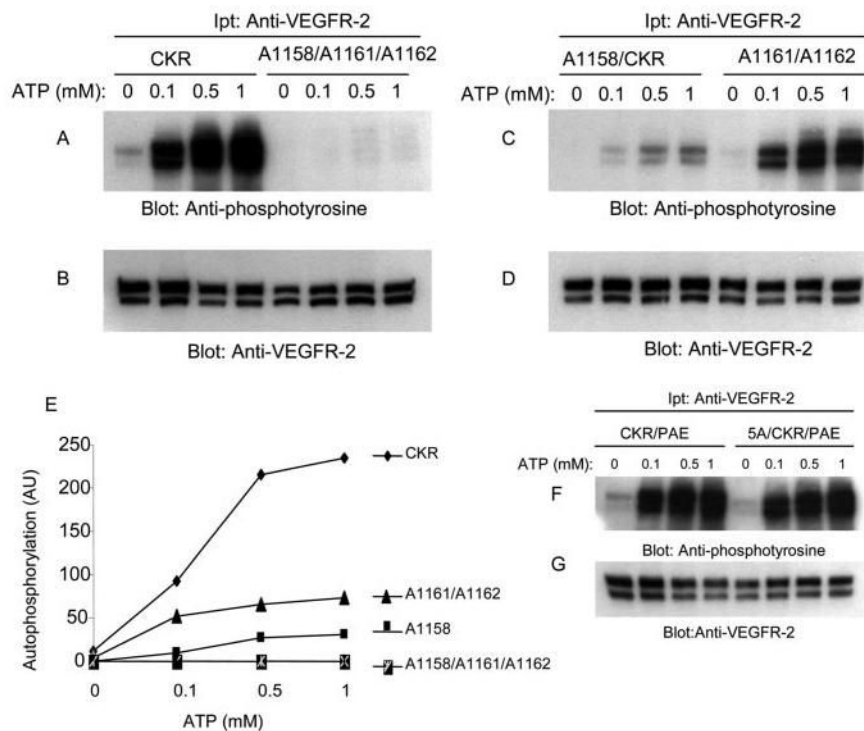 Ipt: Anti-VEGFR-2
CKR A1158/A1161/A1162
ATP (mM): 0 0.1 0.5 1 0 0.1 0.5 1
A
Blot: Anti-phosphotyrosine
B
Blot: Anti-VEGFR-2
Ipt: Anti-VEGFR-2
A1158/CKR A1161/A1162
0 0.1 0.5 1 0 0.1 0.5 1
C
Blot: Anti-phosphotyrosine
D
Blot: Anti-VEGFR-2
E
Autophosphorylation (AU)
250
200
150
100
50
0
0 0.1 0.5 1
ATP (mM)
CKR
A1161/A1162
A1158
A1158/A1161/A1162
Ipt: Anti-VEGFR-2
CKR/PAE 5A/CKR/PAE
ATP (mM): 0 0.1 0.5 1 0 0.1 0.5 1
F
Blot: Anti-phosphotyrosine
G
Blot:Anti-VEGFR-2